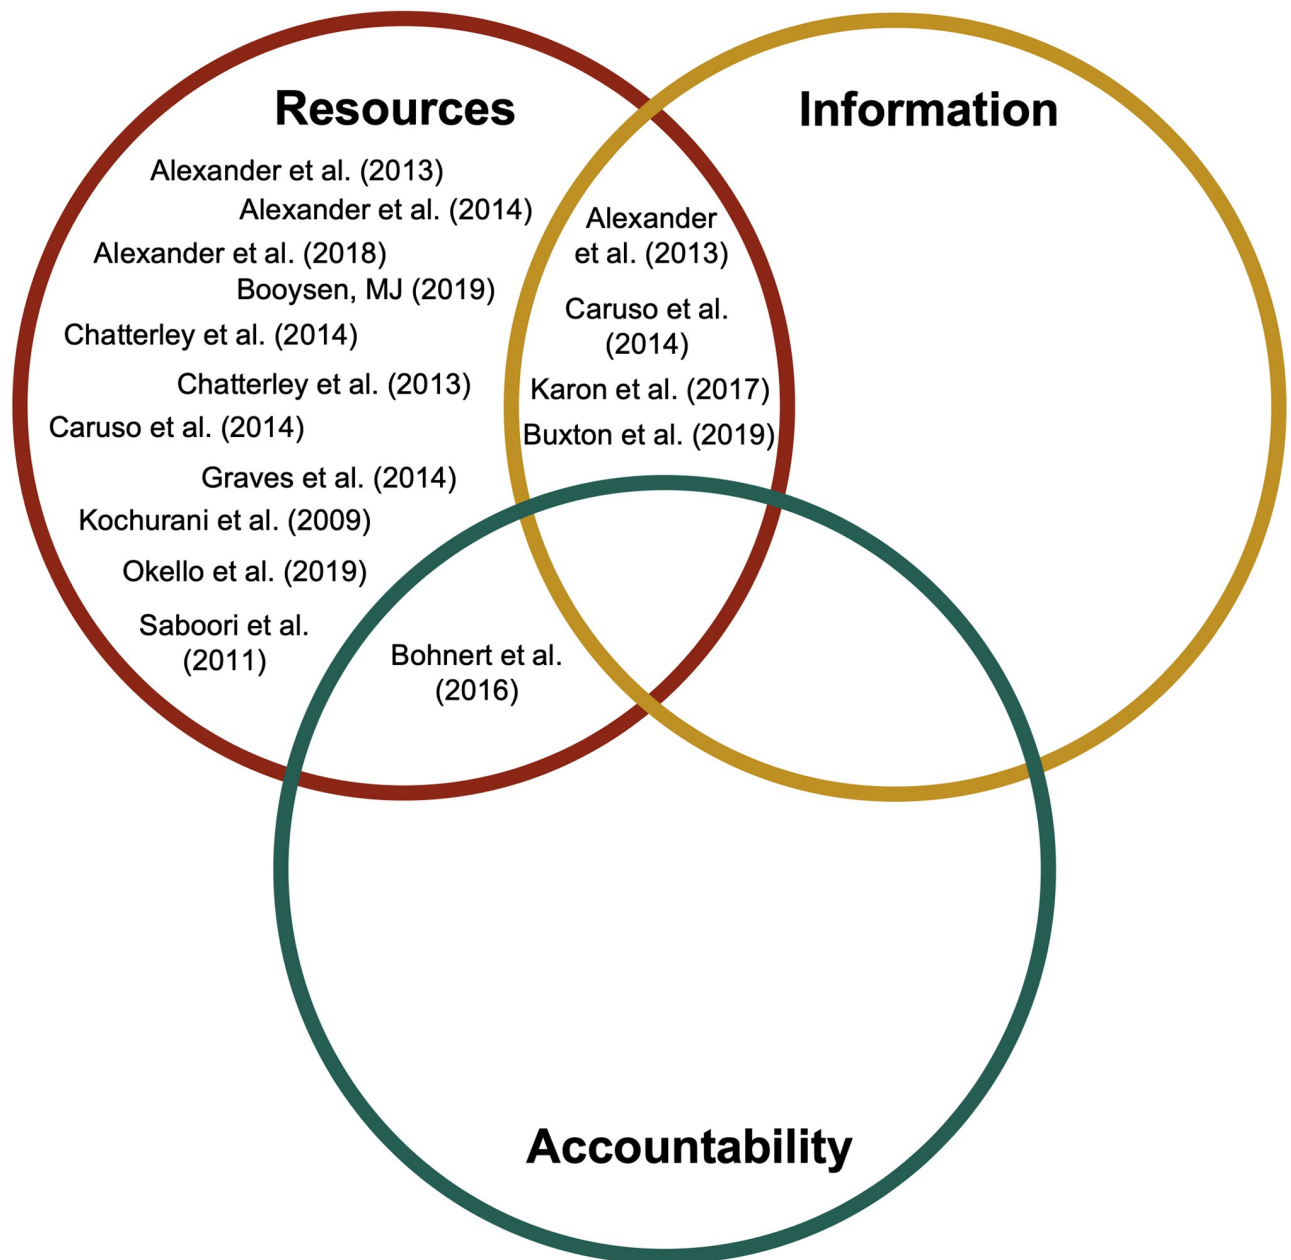 Resources
Alexander et al. (2013)
Alexander et al. (2014)
Alexander et al. (2018)
Booysen, MJ (2019)
Chatterley et al. (2014)
Chatterley et al. (2013)
Caruso et al. (2014)
Graves et al. (2014)
Kochurani et al. (2009)
Okello et al. (2019)
Saboori et al.
(2011)
Information
Alexander
et al. (2013)
Caruso et al.
(2014)
Karon et al. (2017)
Buxton et al. (2019)
Bohnert et al.
(2016)
Accountability